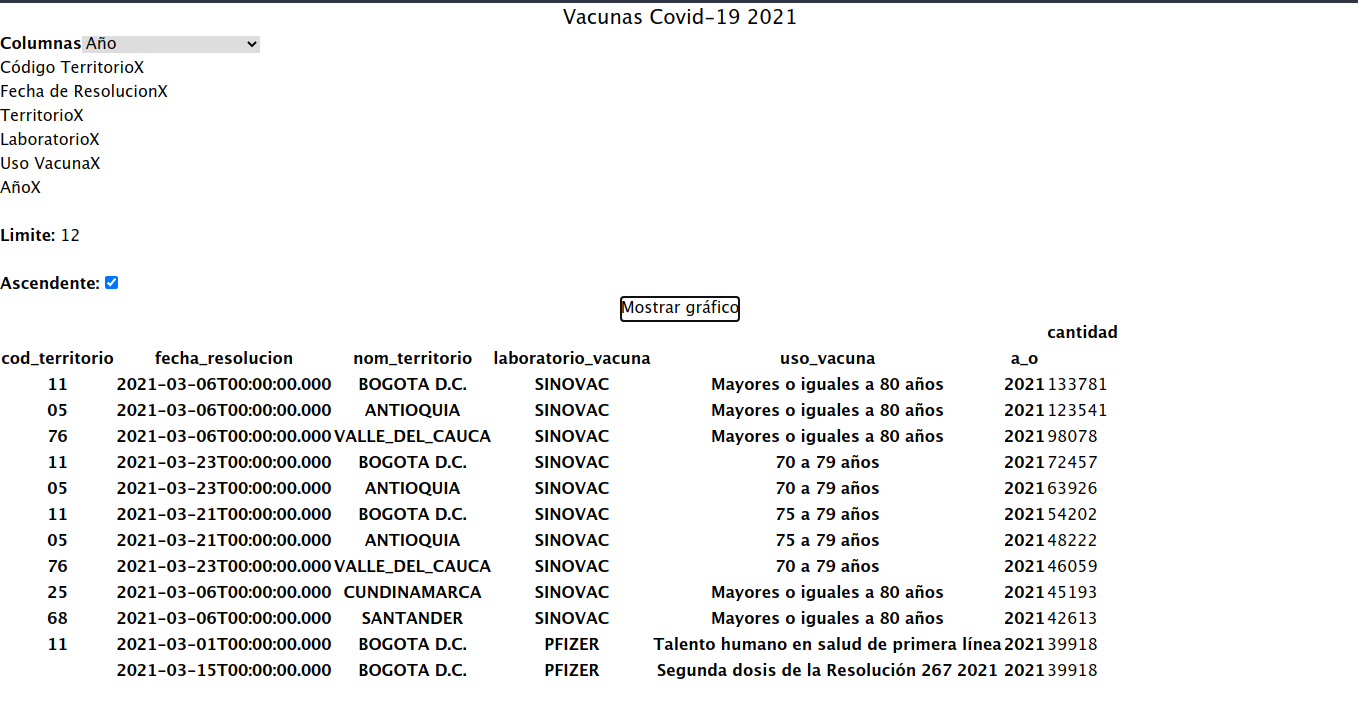 Vacunas Covid-19 2021
Columnas Año
Código TerritorioX
Fecha de ResolucionX
TerritorioX
LaboratorioX
Uso VacunaX
AñoX
Limite: 12
Ascendente:
Mostrar gráfico
cantidad
cod_territorio fecha_resolucion nom_territorio laboratorio_vacuna uso_vacuna a_o
11 2021-03-06T00:00:00.000 BOGOTA D.C. SINOVAC Mayores o iguales a 80 años 2021 133781
05 2021-03-06T00:00:00.000 ANTIOQUIA SINOVAC Mayores o iguales a 80 años 2021 123541
76 2021-03-06T00:00:00.000 VALLE_DEL_CAUCA SINOVAC Mayores o iguales a 80 años 2021 98078
11 2021-03-23T00:00:00.000 BOGOTA D.C. SINOVAC 70 a 79 años 2021 72457
05 2021-03-23T00:00:00.000 ANTIOQUIA SINOVAC 70 a 79 años 2021 63926
11 2021-03-21T00:00:00.000 BOGOTA D.C. SINOVAC 75 a 79 años 2021 54202
05 2021-03-21T00:00:00.000 ANTIOQUIA SINOVAC 75 a 79 años 2021 48222
76 2021-03-23T00:00:00.000 VALLE_DEL_CAUCA SINOVAC 70 a 79 años 2021 46059
25 2021-03-06T00:00:00.000 CUNDINAMARCA SINOVAC Mayores o iguales a 80 años 2021 45193
68 2021-03-06T00:00:00.000 SANTANDER SINOVAC Mayores o iguales a 80 años 2021 42613
11 2021-03-01T00:00:00.000 BOGOTA D.C. PFIZER Talento humano en salud de primera línea 2021 39918
2021-03-15T00:00:00.000 BOGOTA D.C. PFIZER Segunda dosis de la Resolución 267 2021 2021 39918